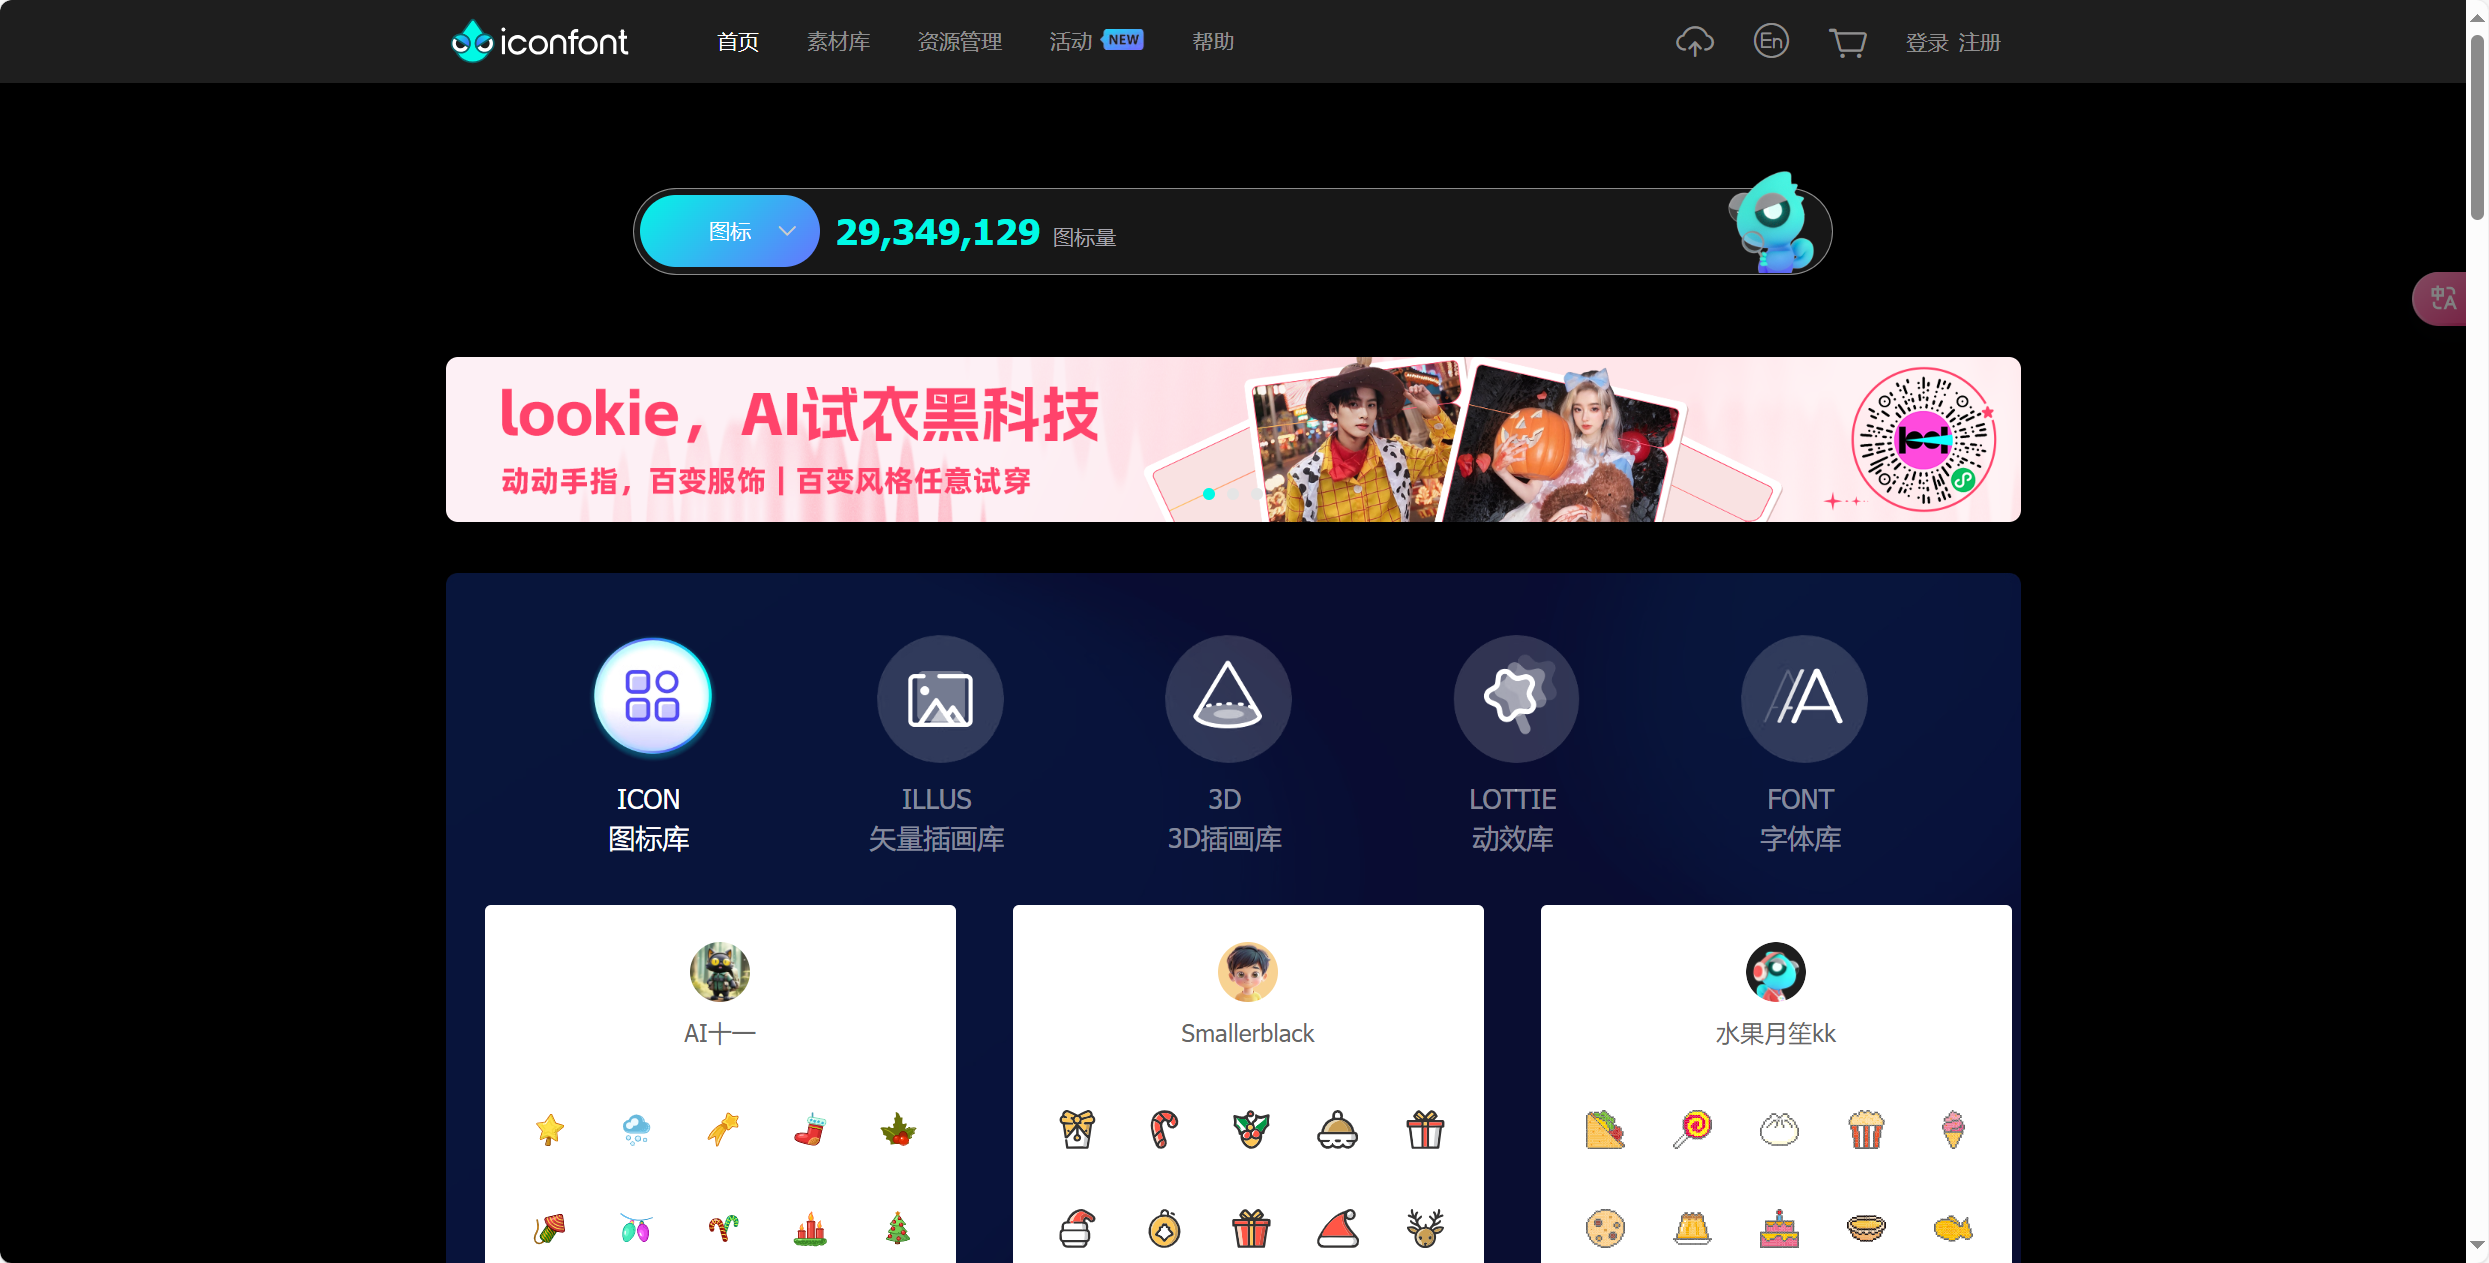 iconfont
首页 素材库 资源管理 活动 NEW 帮助 En 登录 注册
图标 29,349,129 图标量
lookie，AI试衣黑科技
动动手指，百变服饰 | 百变风格任意试穿
ICON ILLUS 3D LOTTIE FONT
图标库 矢量插画库 3D插画库 动效库 字体库
AI十一 Smallerblack 水果月笙kk
中A